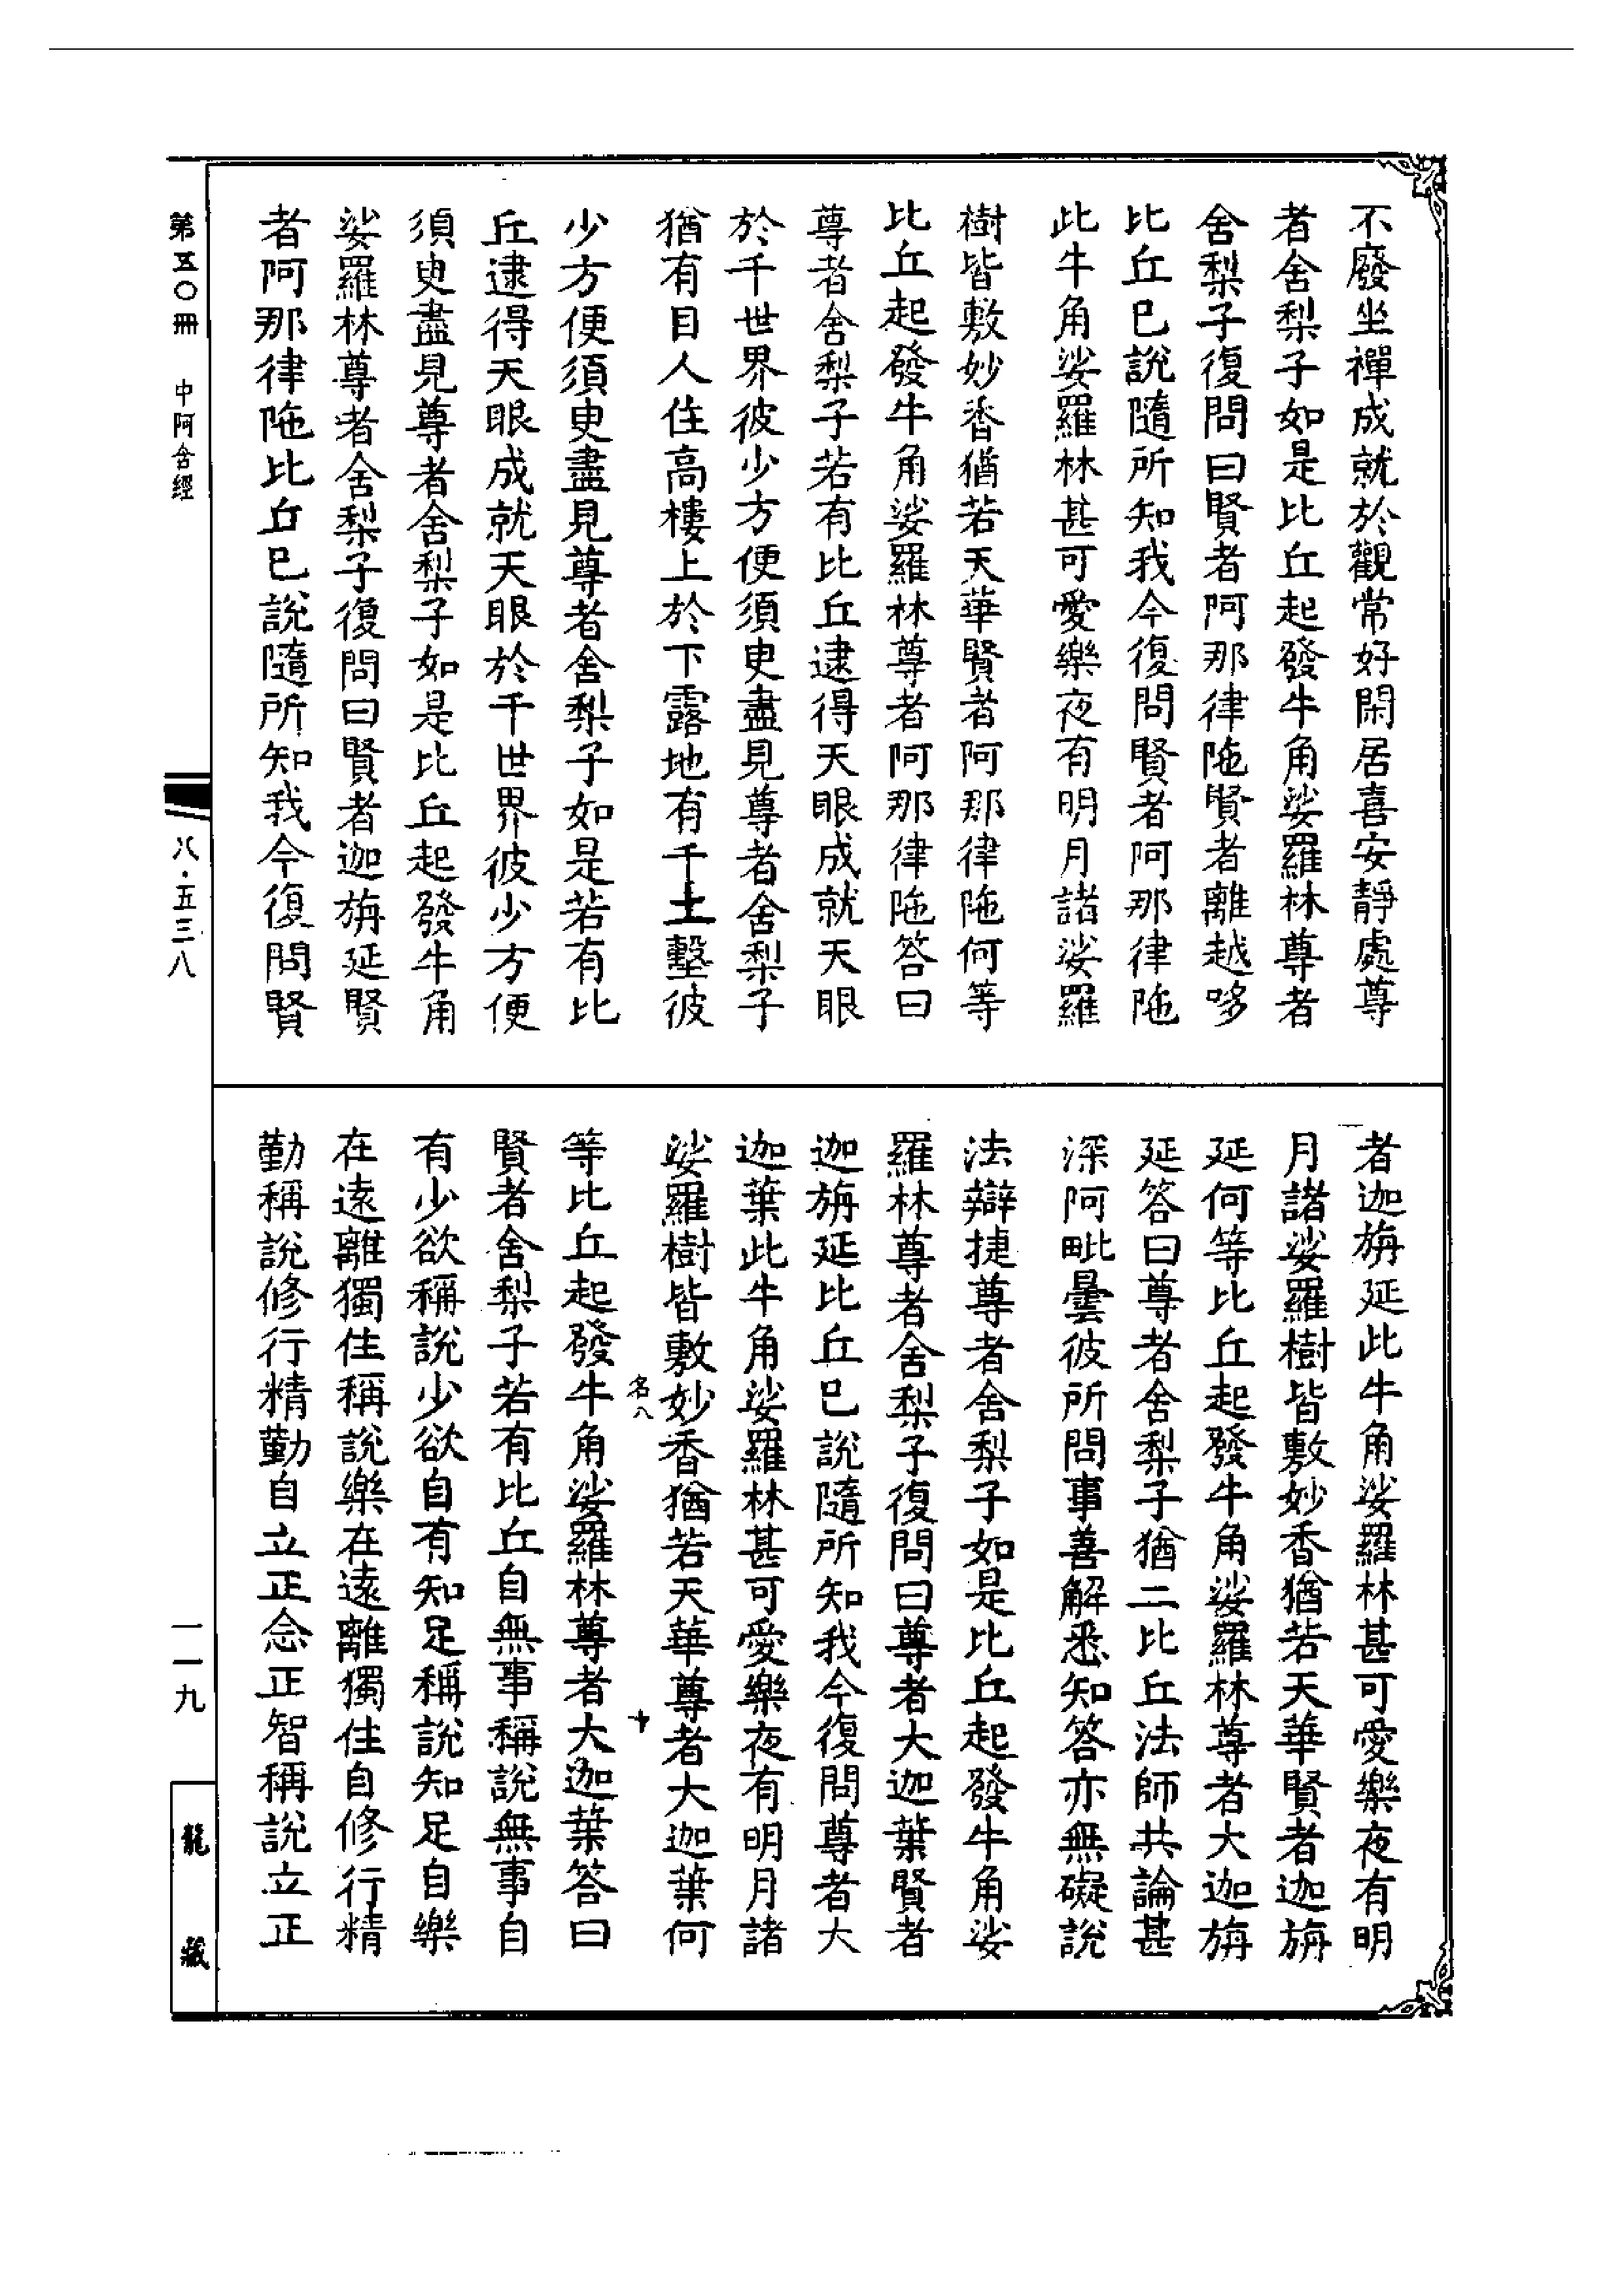 不廢坐禪成就於觀常好閑居喜安靜處尊
者舍梨子如是比丘起發牛角娑羅林尊者
舍梨子復問曰賢者阿那律陁賢者離越哆
比丘已說隨所知我今復問賢者阿那律陁
此牛角娑羅林甚可愛樂夜有明月諸娑羅
樹皆敷妙香猶若天華賢者阿那律陁何等
比丘起發牛角娑羅林尊者阿那律陁答曰
尊者舍梨子若有比丘逮得天眼成就天眼
於千世界彼少方便須臾盡見尊者舍梨子
猶有目人住高樓上於下露地有千土墼彼
少方便須臾盡見尊者舍梨子如是若有比
丘逮得天眼成就天眼於千世界彼少方便
須臾盡見尊者舍梨子如是比丘起發牛角
娑羅林尊者舍梨子復問曰賢者迦旃延賢
者阿那律陁比丘已說隨所知我今復問賢
者迦旃延此牛角娑羅林甚可愛樂夜有明
月諸娑羅樹皆敷妙香猶若天華賢者迦旃
延何等比丘起發牛角娑羅林尊者大迦旃
延答曰尊者舍梨子猶二比丘法師共論甚
深阿毗曇彼所問事善解悉知答亦無礙說
法辯捷尊者舍梨子如是比丘起發牛角娑
羅林尊者舍梨子復問曰尊者大迦葉賢者
迦旃延比丘已說隨所知我今復問尊者大
迦葉此牛角娑羅林甚可愛樂夜有明月諸
娑羅樹皆敷妙香猶若天華尊者大迦葉何
名八 十
等比丘起發牛角娑羅林尊者大迦葉答曰
賢者舍梨子若有比丘自無事稱說無事自
有少欲稱說少欲自有知足稱說知足自樂
在遠離獨住稱說樂在遠離獨住自修行精
勤稱說修行精勤自立正念正智稱說立正
第五〇冊 中阿含經
八·五三八
一一九
龍藏